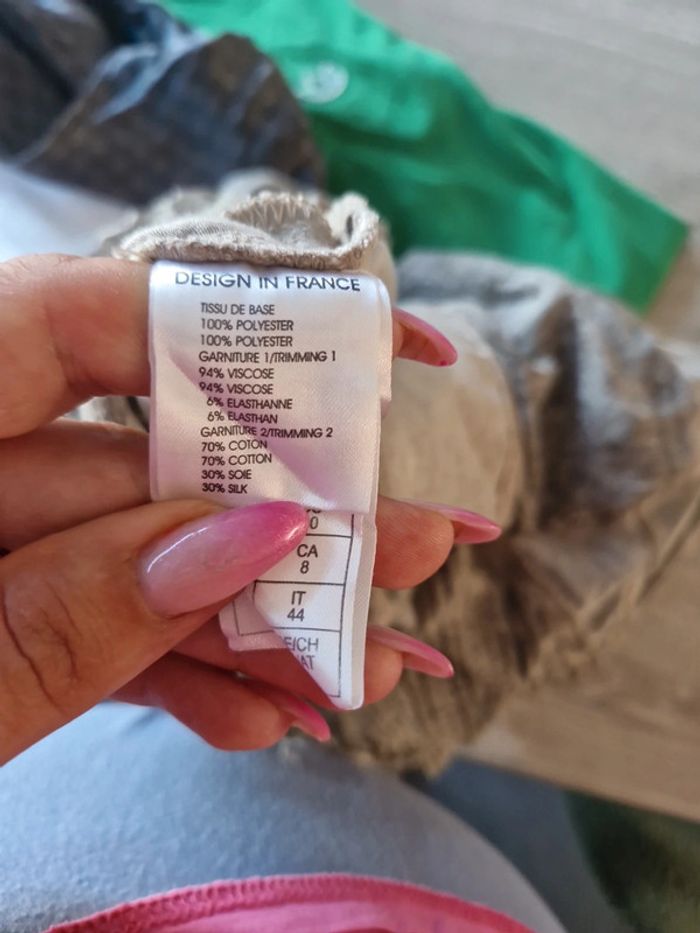 DESIGN IN FRANCE
TISSU DE BASE
100% POLYESTER
100% POLYESTER
GARNITURE 1/TRIMMING 1
94% VISCOSE
94% VISCOSE
6% ELASTHANNE
6% ELASTHAN
GARNITURE 2/TRIMMING 2
70% COTON
70% COTTON
30% SOIE
30% SILK
CA
8
IT
44